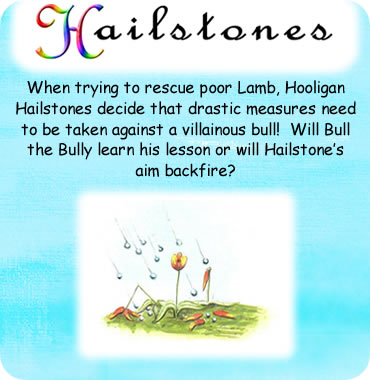 Hailstones
When trying to rescue poor Lamb, Hooligan
Hailstones decide that drastic measures need
to be taken against a villainous bull!  Will Bull
the Bully learn his lesson or will Hailstone's
aim backfire?